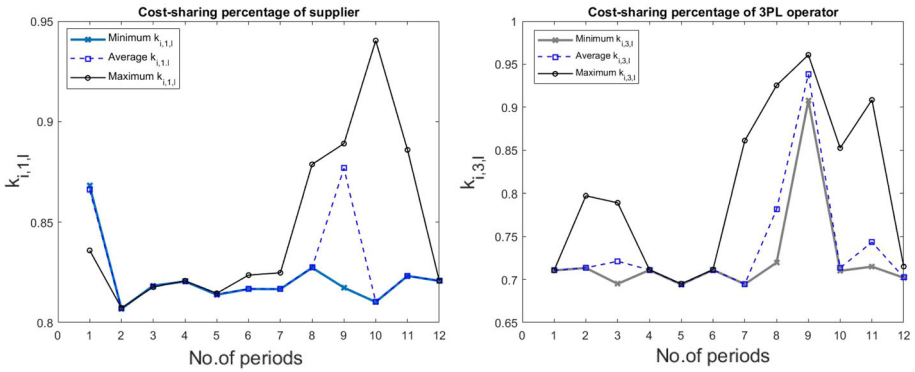 Cost-sharing percentage of supplier
Minimum k_{i,1,l}
Average k_{i,1,l}
Maximum k_{i,1,l}
k_{i,1,l}
0.95
0.9
0.85
0.8
0 1 2 3 4 5 6 7 8 9 10 11 12
No.of periods
Cost-sharing percentage of 3PL operator
Minimum k_{i,3,l}
Average k_{i,3,l}
Maximum k_{i,3,l}
k_{i,3,l}
1
0.95
0.9
0.85
0.8
0.75
0.7
0.65
0 1 2 3 4 5 6 7 8 9 10 11 12
No.of periods